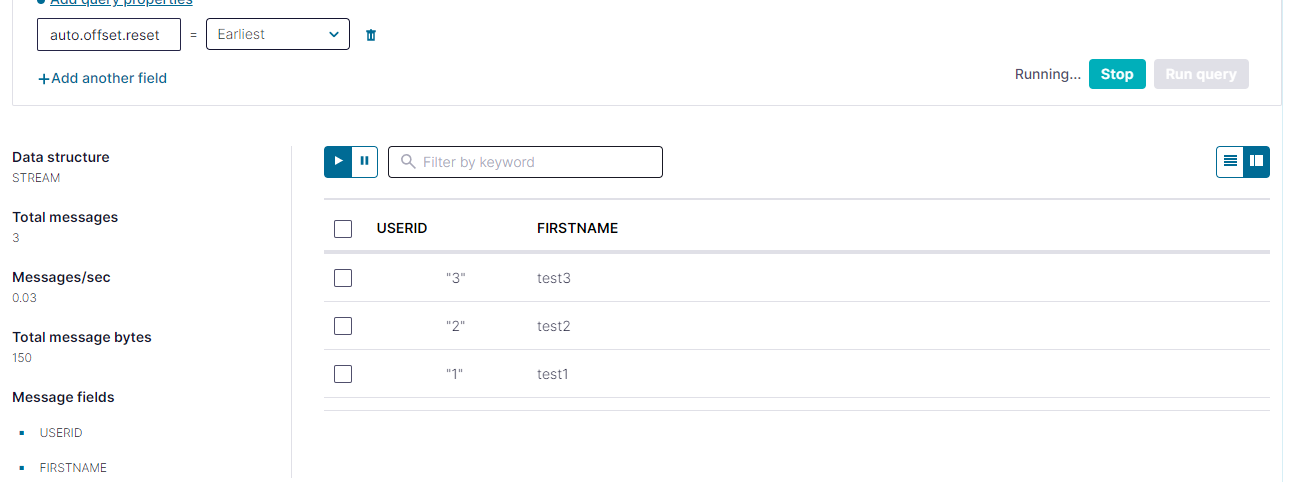 Add query properties
auto.offset.reset = Earliest
+Add another field
Running... Stop Run query
Data structure
STREAM
Total messages
3
Messages/sec
0.03
Total message bytes
150
Message fields
USERID
FIRSTNAME
Filter by keyword
USERID FIRSTNAME
"3" test3
"2" test2
"1" test1